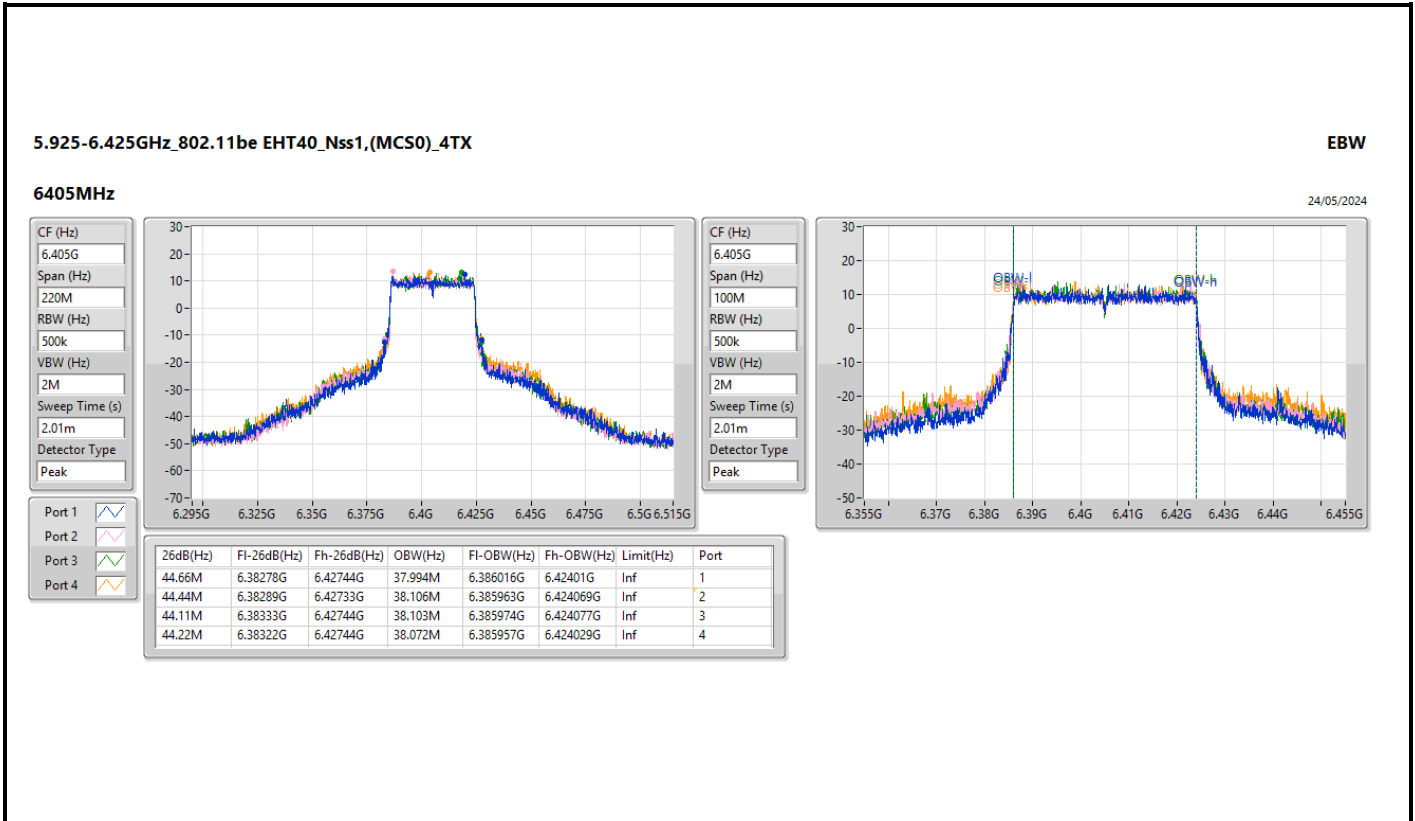 5.925-6.425GHz_802.11be EHT40_Nss1,(MCS0)_4TX
EBW
6405MHz
24/05/2024
CF (Hz)
6.405G
Span (Hz)
220M
RBW (Hz)
500k
VBW (Hz)
2M
Sweep Time (s)
2.01m
Detector Type
Peak
30
20
10
0
-10
-20
-30
-40
-50
-60
-70
6.295G 6.325G 6.35G 6.375G 6.4G 6.425G 6.45G 6.475G 6.5G 6.515G
CF (Hz)
6.405G
Span (Hz)
100M
RBW (Hz)
500k
VBW (Hz)
2M
Sweep Time (s)
2.01m
Detector Type
Peak
30
20
10
0
-10
-20
-30
-40
-50
OBW-l OBW-h
6.355G 6.37G 6.38G 6.39G 6.4G 6.41G 6.42G 6.43G 6.44G 6.455G
Port 1
Port 2
Port 3
Port 4
26dB(Hz) Fl-26dB(Hz) Fh-26dB(Hz) OBW(Hz) Fl-OBW(Hz) Fh-OBW(Hz) Limit(Hz) Port
44.66M 6.38278G 6.42744G 37.994M 6.386016G 6.42401G Inf 1
44.44M 6.38289G 6.42733G 38.106M 6.385963G 6.424069G Inf 2
44.11M 6.38333G 6.42744G 38.103M 6.385974G 6.424077G Inf 3
44.22M 6.38322G 6.42744G 38.072M 6.385957G 6.424029G Inf 4